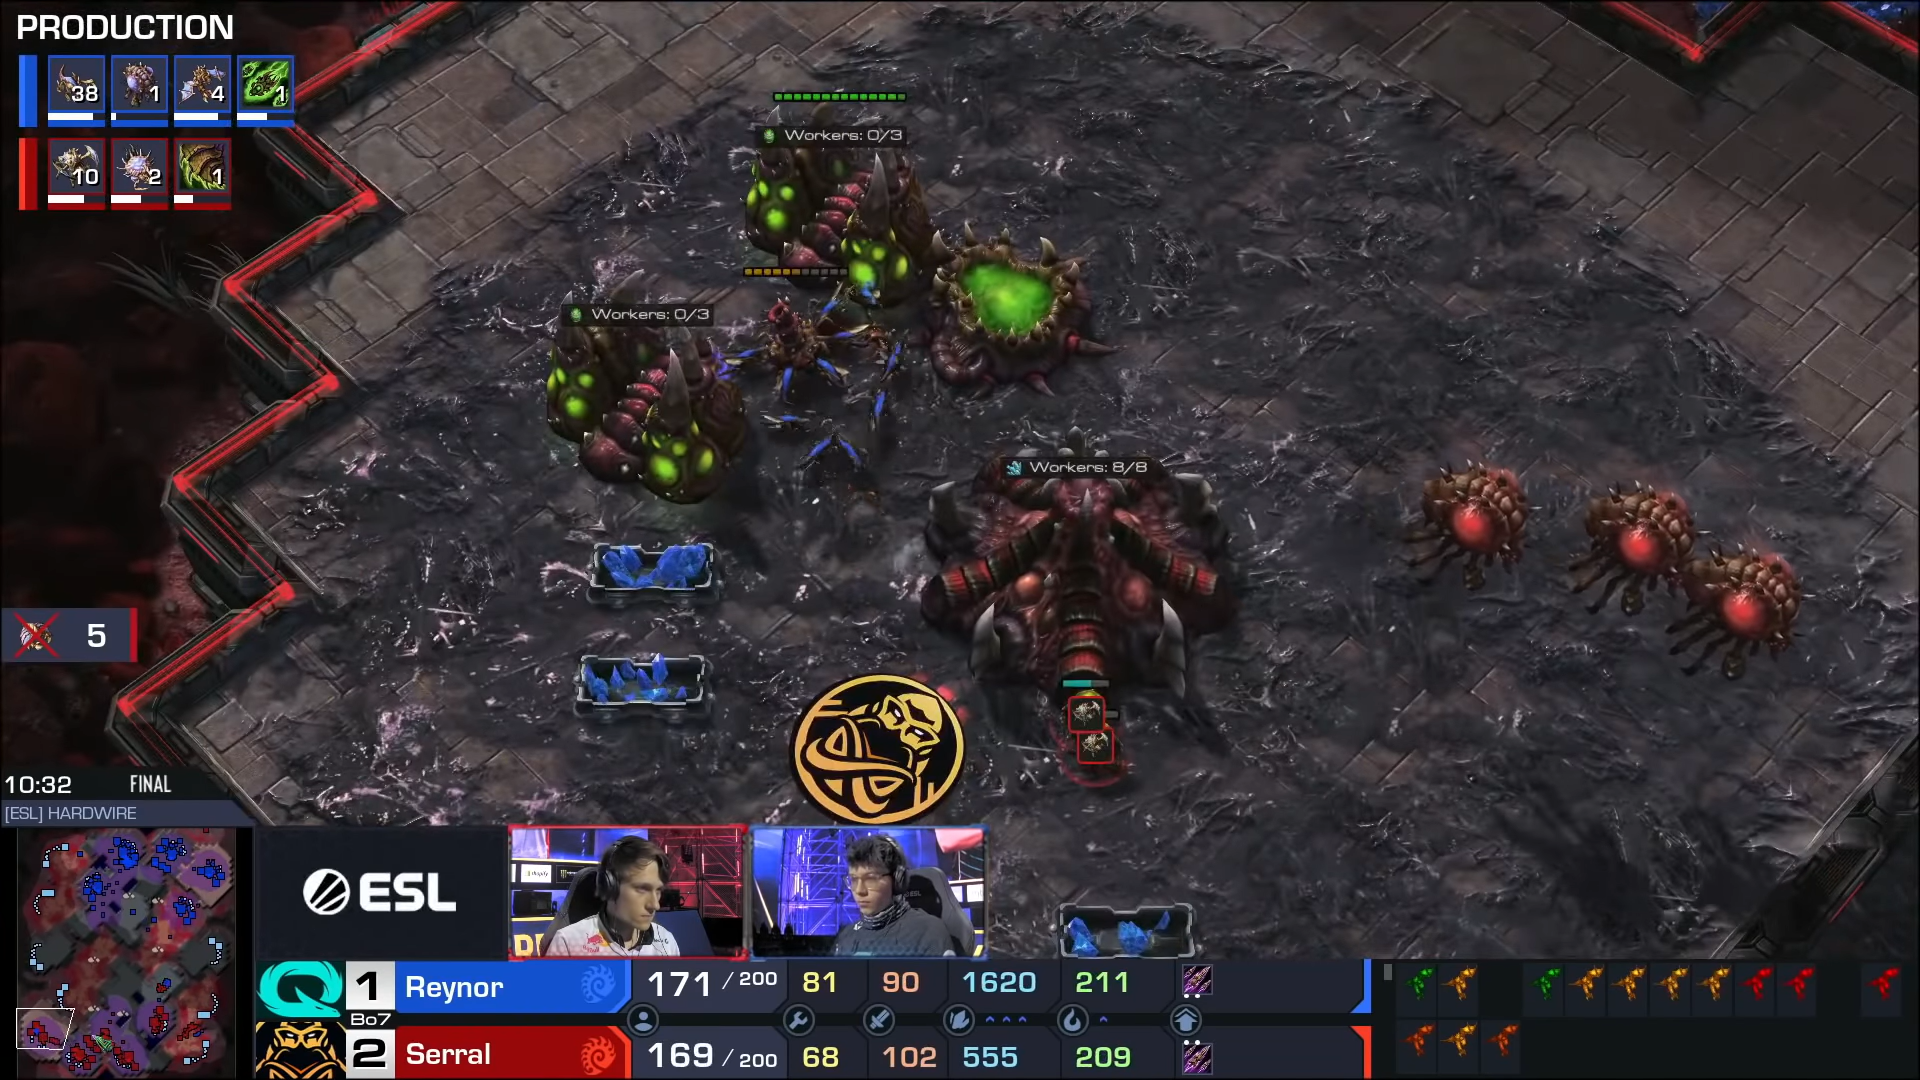 PRODUCTION
38 1 4 1
10 2 1
Workers: 0/3
Workers: 0/3
Workers: 8/8
5
10:32 FINAL
[ESL] HARDWIRE
ESL
1 Reynor 171 / 200 81 90 1620 211
Bo7
2 Serral 169 / 200 68 102 555 209